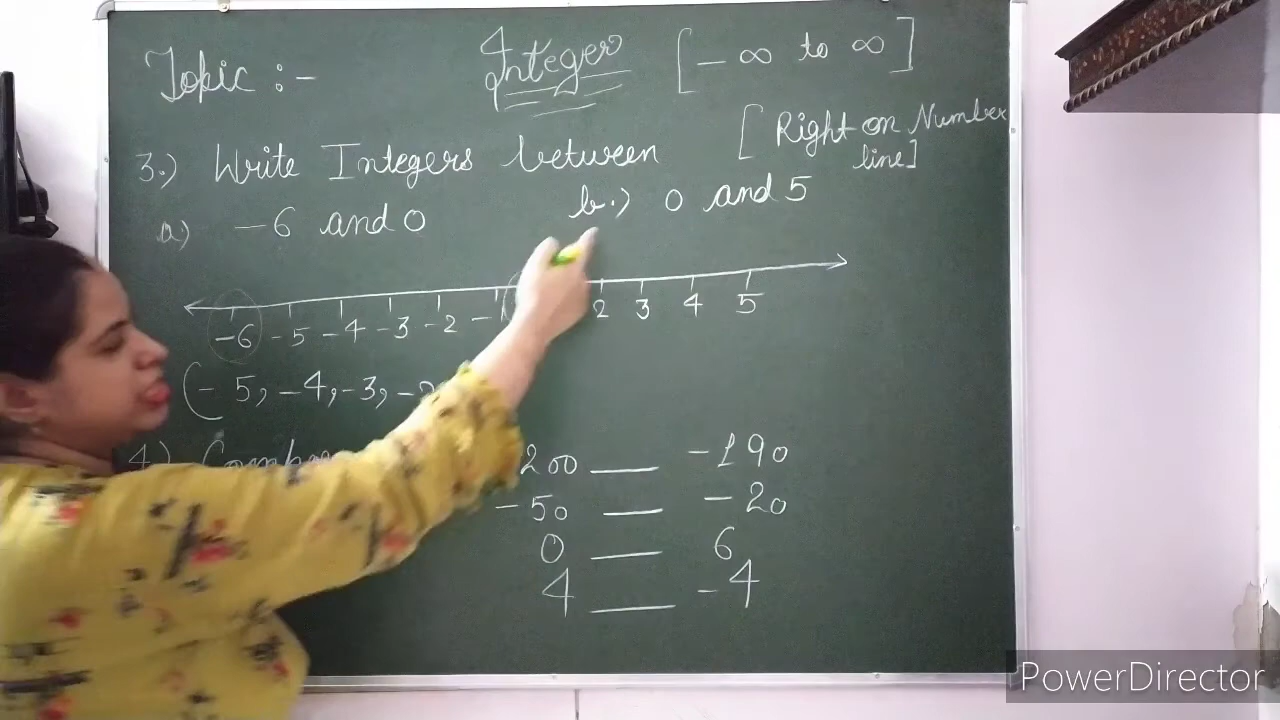 Topic :- Integer [- ∞ to ∞]
3.) Write Integers between [Right on Number line]
a) -6 and 0 b.) 0 and 5
-6 -5 -4 -3 -2 2 3 4 5
(-5, -4, -3,
4)
200 ___ -190
-50 ___ -20
0 ___ 6
4 ___ -4
PowerDirector